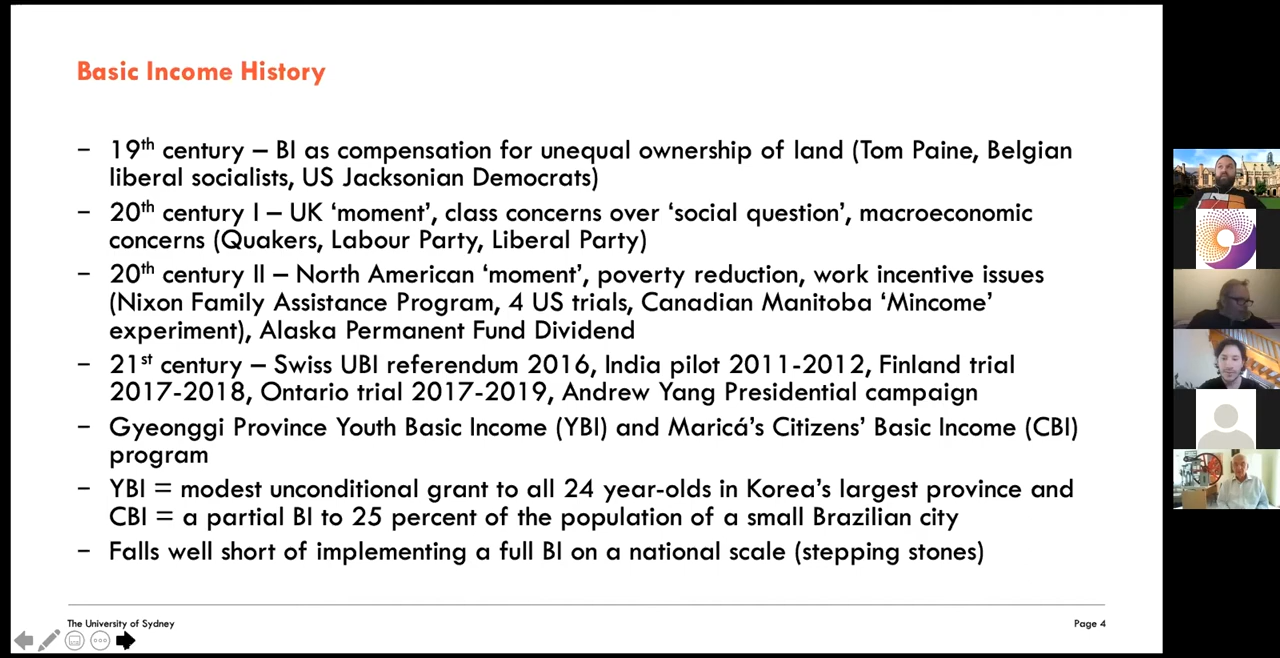 Basic Income History
– 19th century – BI as compensation for unequal ownership of land (Tom Paine, Belgian
liberal socialists, US Jacksonian Democrats)
– 20th century I – UK ‘moment’, class concerns over ‘social question’, macroeconomic
concerns (Quakers, Labour Party, Liberal Party)
– 20th century II – North American ‘moment’, poverty reduction, work incentive issues
(Nixon Family Assistance Program, 4 US trials, Canadian Manitoba ‘Mincome’
experiment), Alaska Permanent Fund Dividend
– 21st century – Swiss UBI referendum 2016, India pilot 2011-2012, Finland trial
2017-2018, Ontario trial 2017-2019, Andrew Yang Presidential campaign
– Gyeonggi Province Youth Basic Income (YBI) and Maricá’s Citizens’ Basic Income (CBI)
program
– YBI = modest unconditional grant to all 24 year-olds in Korea’s largest province and
CBI = a partial BI to 25 percent of the population of a small Brazilian city
– Falls well short of implementing a full BI on a national scale (stepping stones)
The University of Sydney
Page 4